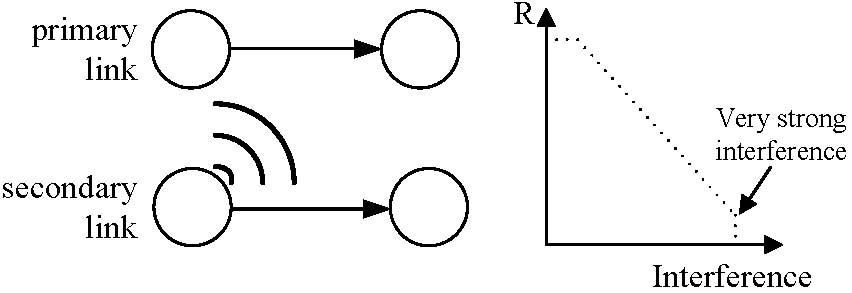 primary
link
secondary
link
R
Very strong
interference
Interference